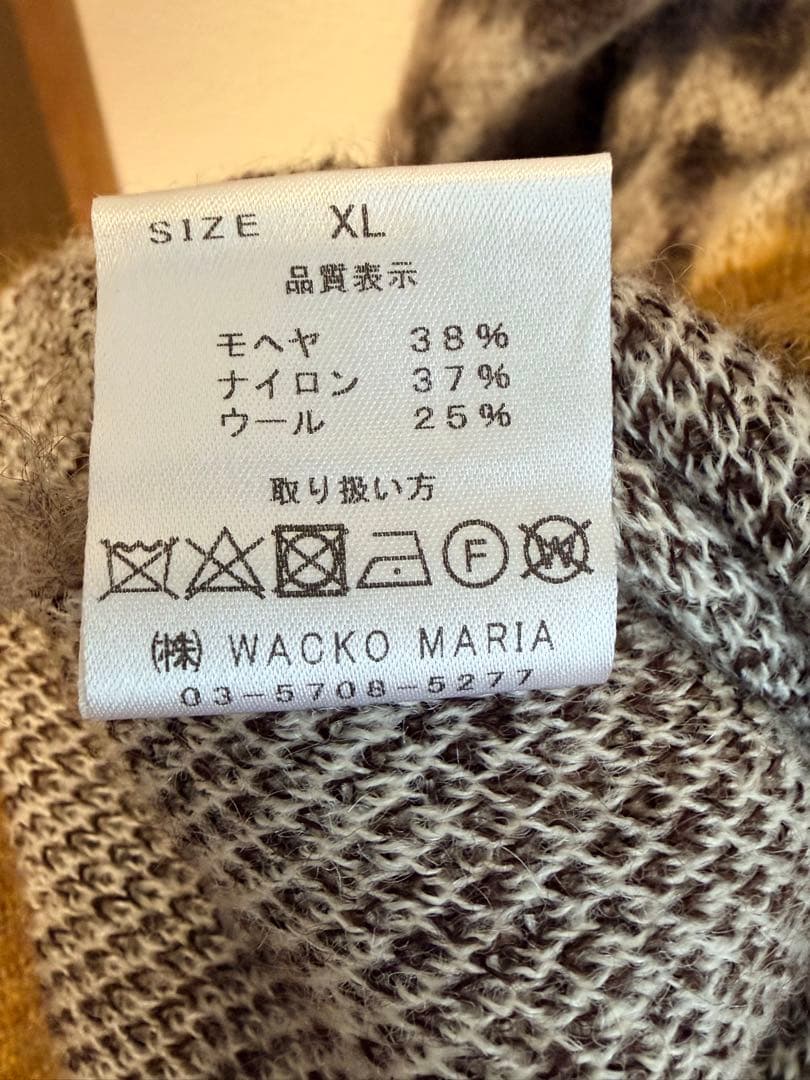 SIZE XL
品質表示
モヘヤ 38%
ナイロン 37%
ウール 25%
取り扱い方
F W
㈱ WACKO MARIA
03-5708-5277